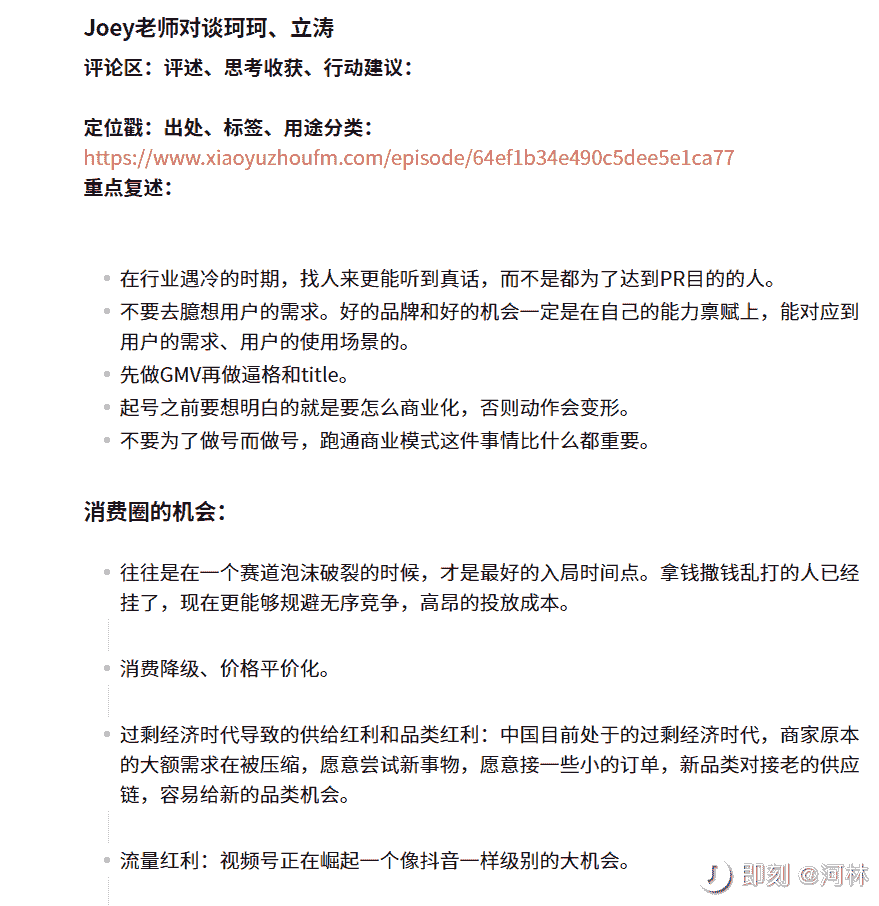 Joey老师对谈珂珂、立涛
评论区：评述、思考收获、行动建议：
定位戳：出处、标签、用途分类：
https://www.xiaoyuzhoufm.com/episode/64ef1b34e490c5dee5e1ca77
重点复述：
在行业遇冷的时期，找人来更能听到真话，而不是都为了达到PR目的的人。
不要去臆想用户的需求。好的品牌和好的机会一定是在自己的能力禀赋上，能对应到
用户的需求、用户的使用场景的。
先做GMV再做逼格和title。
起号之前要想明白的就是要怎么商业化，否则动作会变形。
不要为了做号而做号，跑通商业模式这件事情比什么都重要。
消费圈的机会：
往往是在一个赛道泡沫破裂的时候，才是最好的入局时间点。拿钱撒钱乱打的人已经
挂了，现在更能够规避无序竞争，高昂的投放成本。
消费降级、价格平价化。
过剩经济时代导致的供给红利和品类红利：中国目前处于的过剩经济时代，商家原本
的大额需求在被压缩，愿意尝试新事物，愿意接一些小的订单，新品类对接老的供应
链，容易给新的品类机会。
流量红利：视频号正在崛起一个像抖音一样级别的大机会。
即刻 @河林